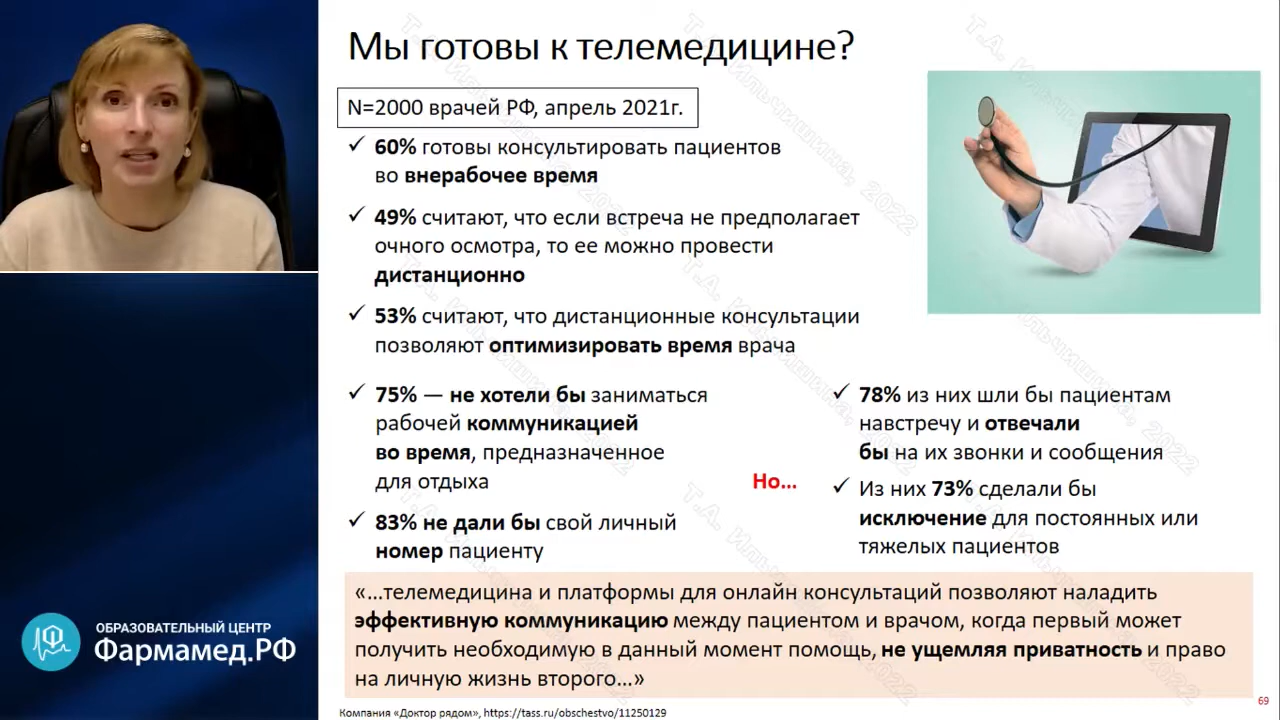 Мы готовы к телемедицине?
N=2000 врачей РФ, апрель 2021г.
✓ 60% готовы консультировать пациентов
во внерабочее время
✓ 49% считают, что если встреча не предполагает
очного осмотра, то ее можно провести
дистанционно
✓ 53% считают, что дистанционные консультации
позволяют оптимизировать время врача
✓ 75% — не хотели бы заниматься
рабочей коммуникацией
во время, предназначенное
для отдыха
✓ 83% не дали бы свой личный
номер пациенту
Но...
✓ 78% из них шли бы пациентам
навстречу и отвечали
бы на их звонки и сообщения
✓ Из них 73% сделали бы
исключение для постоянных или
тяжелых пациентов
«...телемедицина и платформы для онлайн консультаций позволяют наладить
эффективную коммуникацию между пациентом и врачом, когда первый может
получить необходимую в данный момент помощь, не ущемляя приватность и право
на личную жизнь второго...»
Компания «Доктор рядом», https://tass.ru/obschestvo/11250129
69
ОБРАЗОВАТЕЛЬНЫЙ ЦЕНТР
Фармамед.РФ
Т.А. Ильчишина, 2022